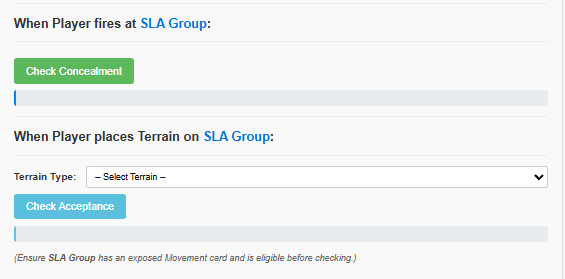 When Player fires at SLA Group:
Check Concealment
When Player places Terrain on SLA Group:
Terrain Type: -- Select Terrain --
Check Acceptance
(Ensure SLA Group has an exposed Movement card and is eligible before checking.)